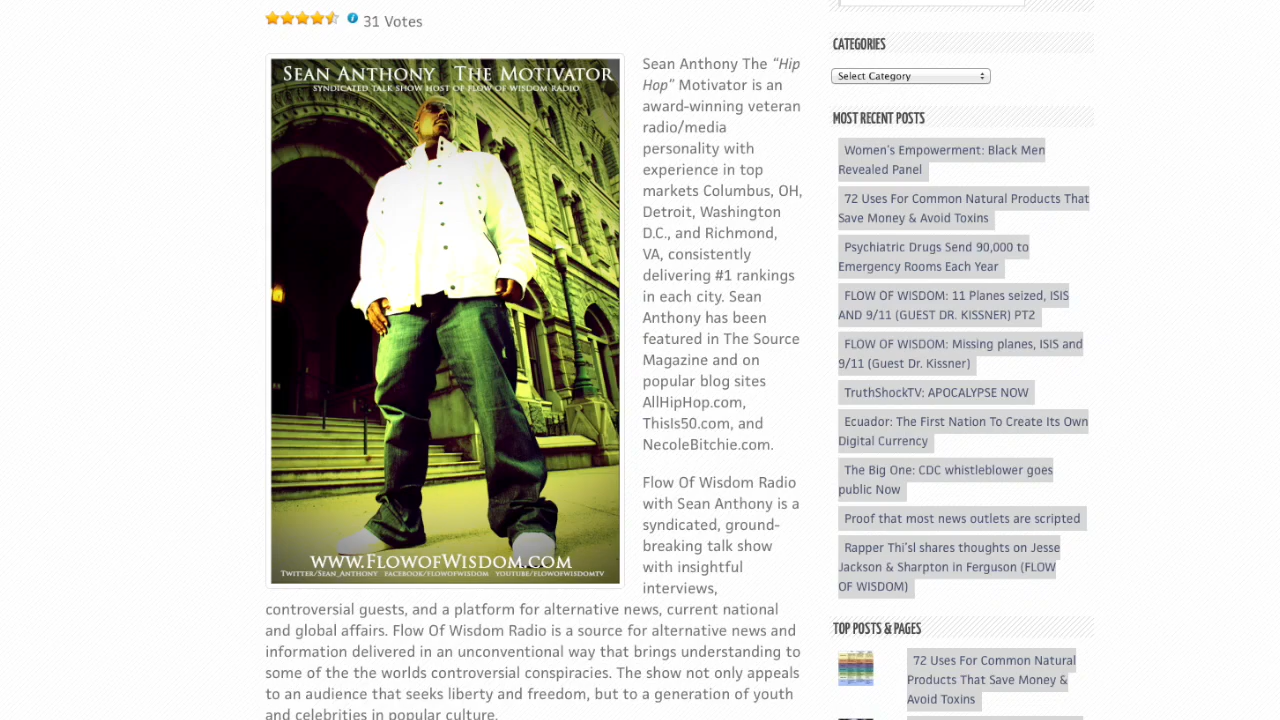 31 Votes
Sean Anthony The Motivator
Syndicated Talk Show Host of Flow of Wisdom Radio
www.FlowofWisdom.com
Twitter/Sean_Anthony Facebook/flowofwisdom Youtube/flowofwisdomtv
Sean Anthony The “Hip
Hop” Motivator is an
award-winning veteran
radio/media
personality with
experience in top
markets Columbus, OH,
Detroit, Washington
D.C., and Richmond,
VA, consistently
delivering #1 rankings
in each city. Sean
Anthony has been
featured in The Source
Magazine and on
popular blog sites
AllHipHop.com,
ThisIs50.com, and
NecoleBitchie.com.
Flow Of Wisdom Radio
with Sean Anthony is a
syndicated, ground-
breaking talk show
with insightful
interviews,
controversial guests, and a platform for alternative news, current national
and global affairs. Flow Of Wisdom Radio is a source for alternative news and
information delivered in an unconventional way that brings understanding to
some of the the worlds controversial conspiracies. The show not only appeals
to an audience that seeks liberty and freedom, but to a generation of youth
and celebrities in popular culture.
CATEGORIES
Select Category
MOST RECENT POSTS
Women's Empowerment: Black Men
Revealed Panel
72 Uses For Common Natural Products That
Save Money & Avoid Toxins
Psychiatric Drugs Send 90,000 to
Emergency Rooms Each Year
FLOW OF WISDOM: 11 Planes seized, ISIS
AND 9/11 (GUEST DR. KISSNER) PT2
FLOW OF WISDOM: Missing planes, ISIS and
9/11 (Guest Dr. Kissner)
TruthShockTV: APOCALYPSE NOW
Ecuador: The First Nation To Create Its Own
Digital Currency
The Big One: CDC whistleblower goes
public Now
Proof that most news outlets are scripted
Rapper Thi'sl shares thoughts on Jesse
Jackson & Sharpton in Ferguson (FLOW
OF WISDOM)
TOP POSTS & PAGES
72 Uses For Common Natural
Products That Save Money &
Avoid Toxins